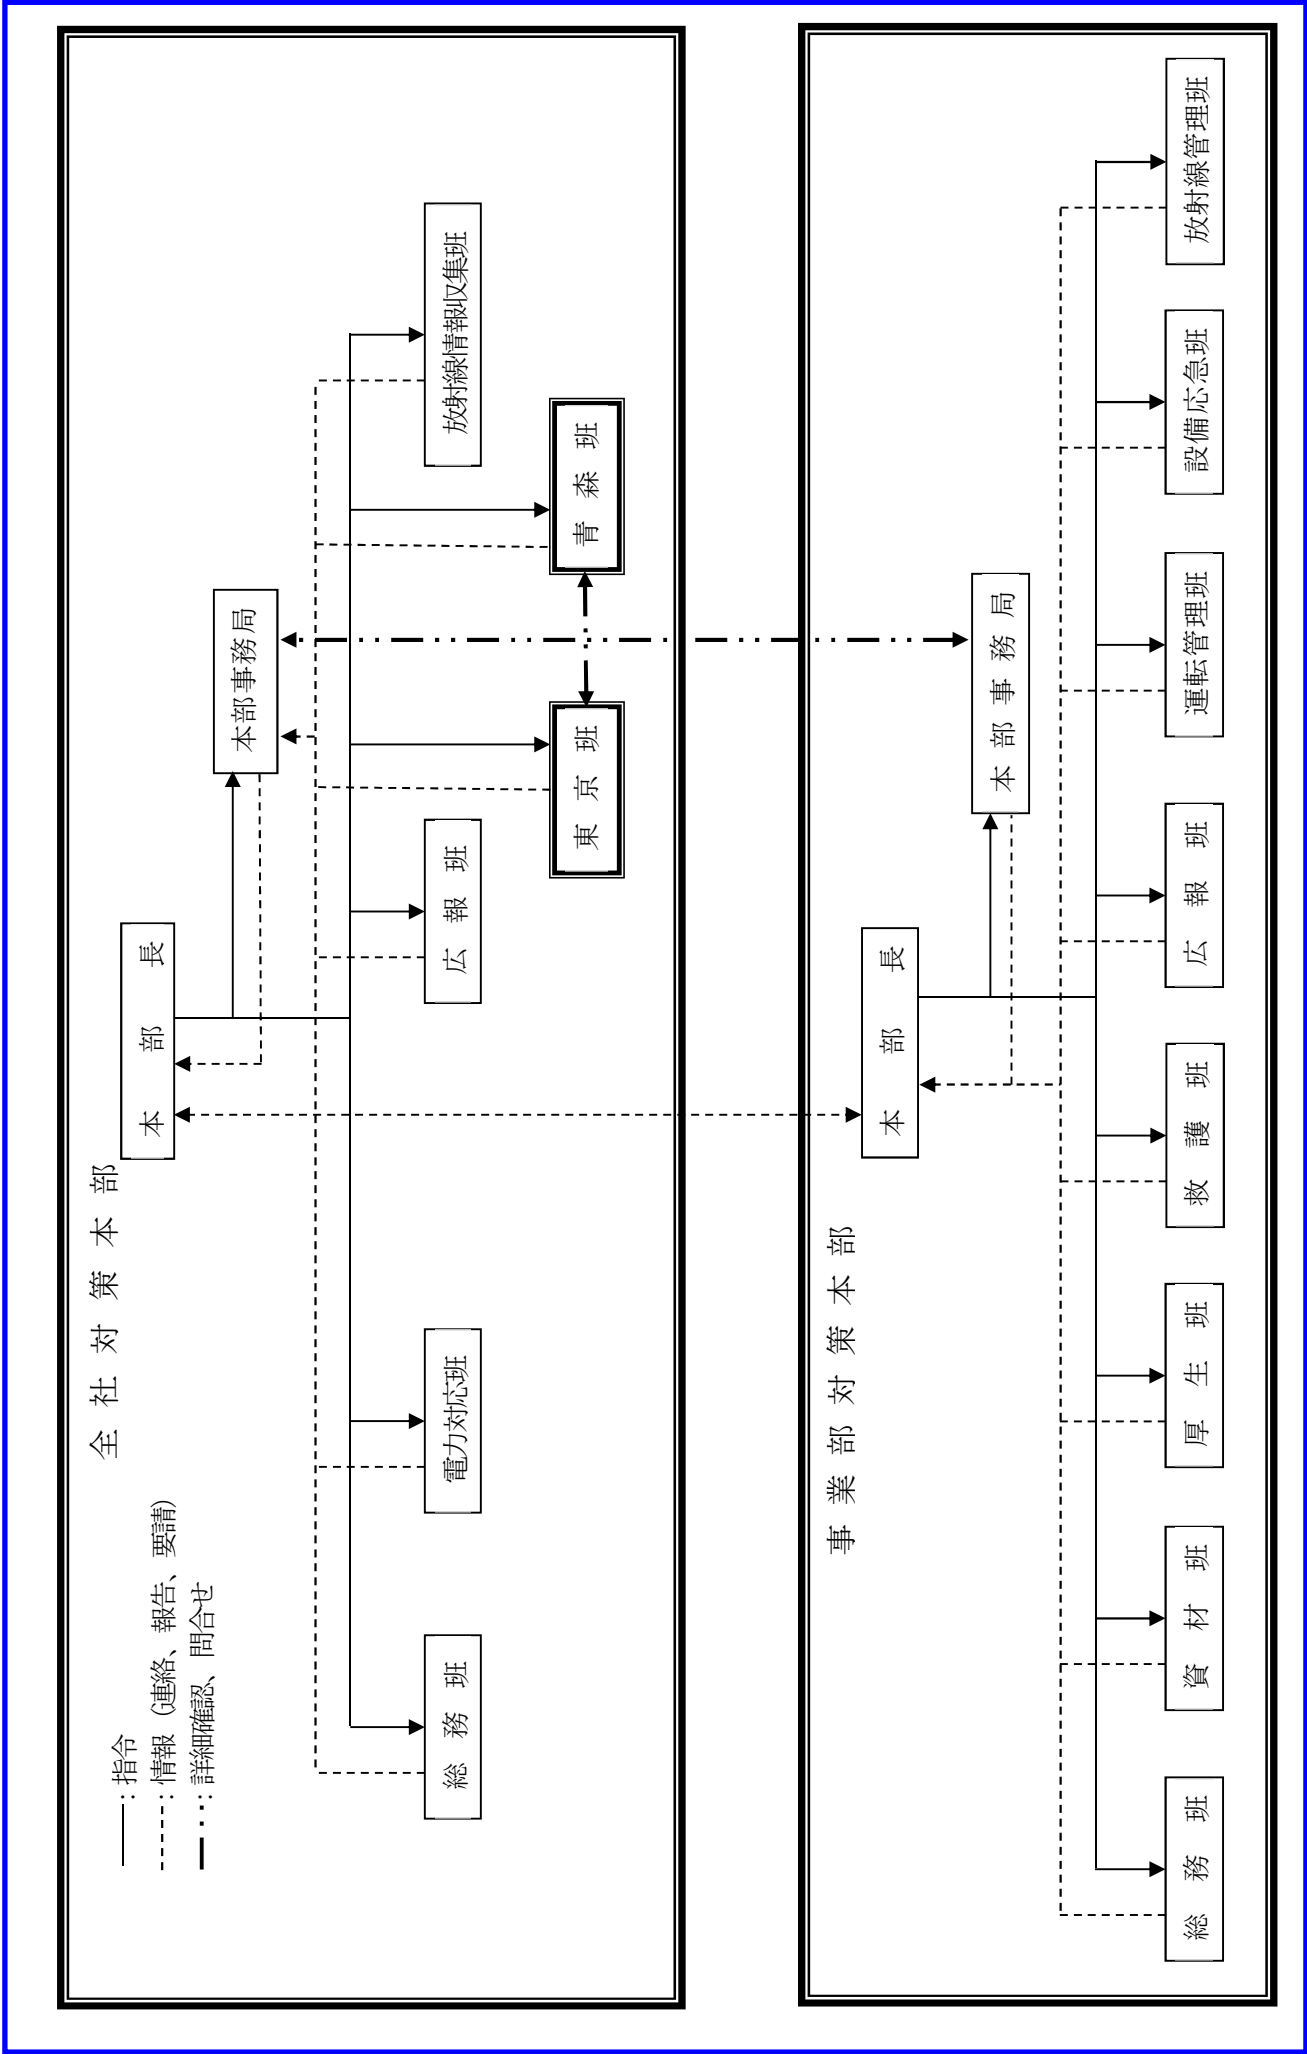 全社対策本部
――：指令
-----：情報（連絡、報告、要請）
━・・：詳細確認、問合せ
本部長
本部事務局
総務班
電力対応班
広報班
放射線情報収集班
東京班
青森班
事業部対策本部
本部長
本部事務局
総務班
資材班
厚生班
救護班
広報班
運転管理班
設備応急班
放射線管理班